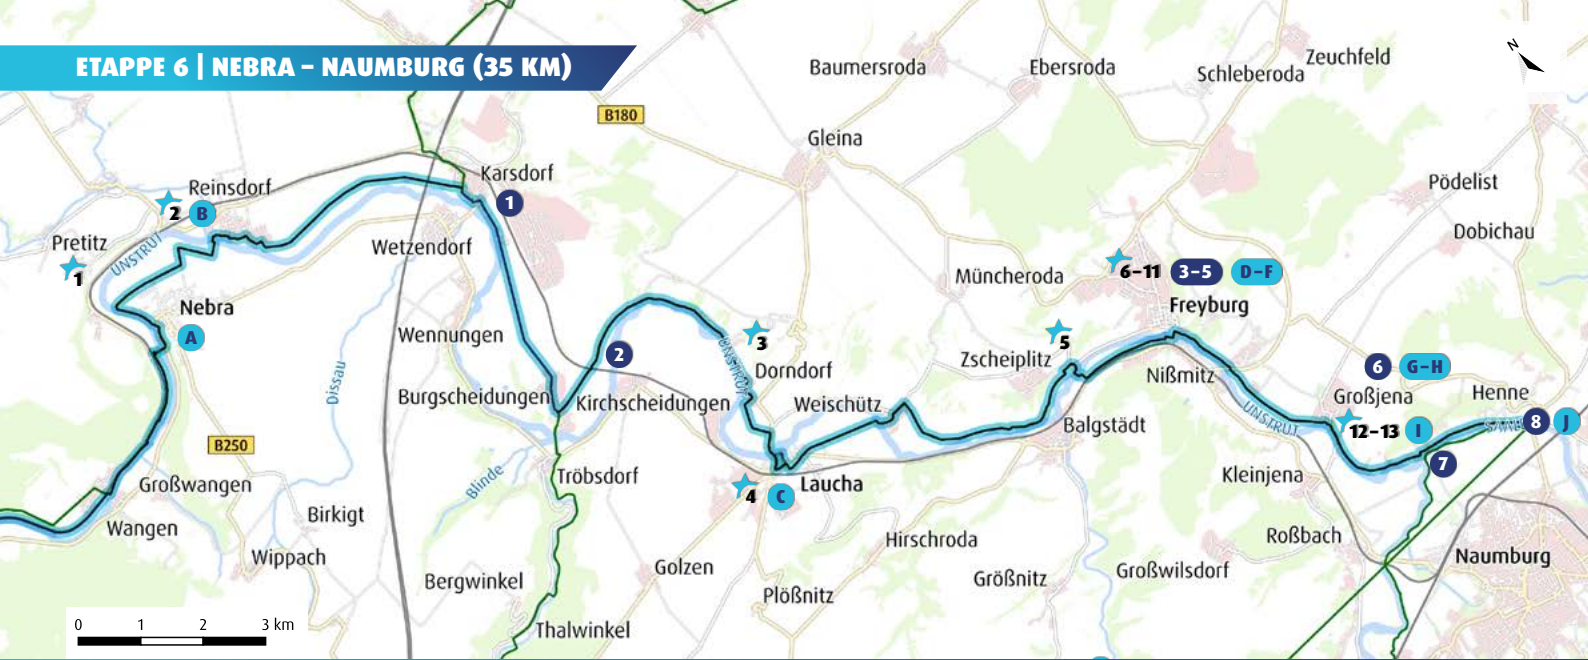 ETAPPE 6 | NEBRA – NAUMBURG (35 KM)
N
Zeuchfeld
Baumersroda
Ebersroda
Schleberoda
B180
Gleina
Karsdorf
Reinsdorf
Pödelist
1
2
B
Dobichau
Pretitz
UNSTRUT
Wetzendorf
1
Müncheroda
6–11
3–5
D–F
Nebra
Freyburg
A
Wennungen
2
3
UNSTRUT
5
Zscheiplitz
Dorndorf
6
G–H
Nißmitz
Dissau
Burgscheidungen
Kirchscheidungen
Weischütz
Großjena
Henne
UNSTRUT
Balgstädt
12–13
I
8
J
B250
7
Tröbsdorf
Blinde
Großwangen
4
C
Laucha
Kleinjena
Birkigt
Wangen
Hirschroda
Roßbach
Wippach
Naumburg
Golzen
Bergwinkel
Größnitz
Großwilsdorf
Plößnitz
0 1 2 3 km
Thalwinkel